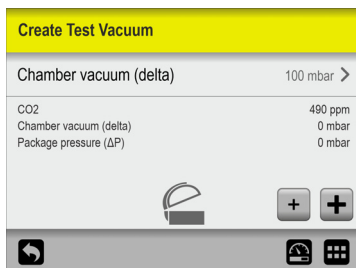 Create Test Vacuum
Chamber vacuum (delta) 100 mbar
CO2 490 ppm
Chamber vacuum (delta) 0 mbar
Package pressure (ΔP) 0 mbar
+ +